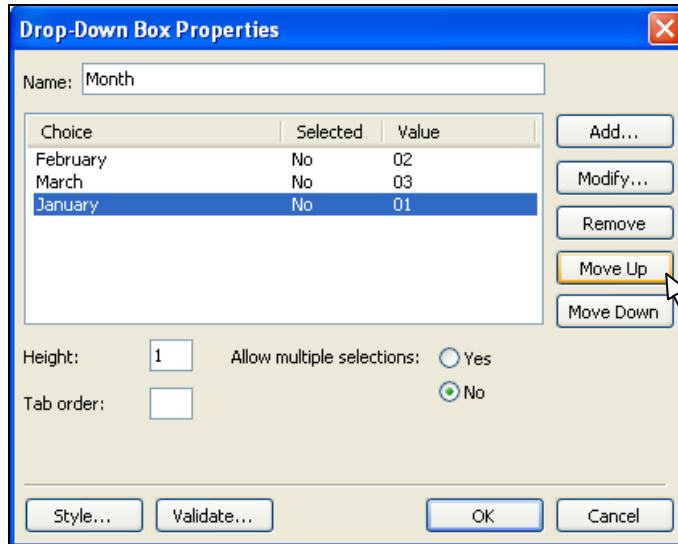 Drop-Down Box Properties
Name: Month
Choice Selected Value
February No 02
March No 03
January No 01
Add...
Modify...
Remove
Move Up
Move Down
Height: 1 Allow multiple selections: Yes
No
Tab order:
Style... Validate... OK Cancel